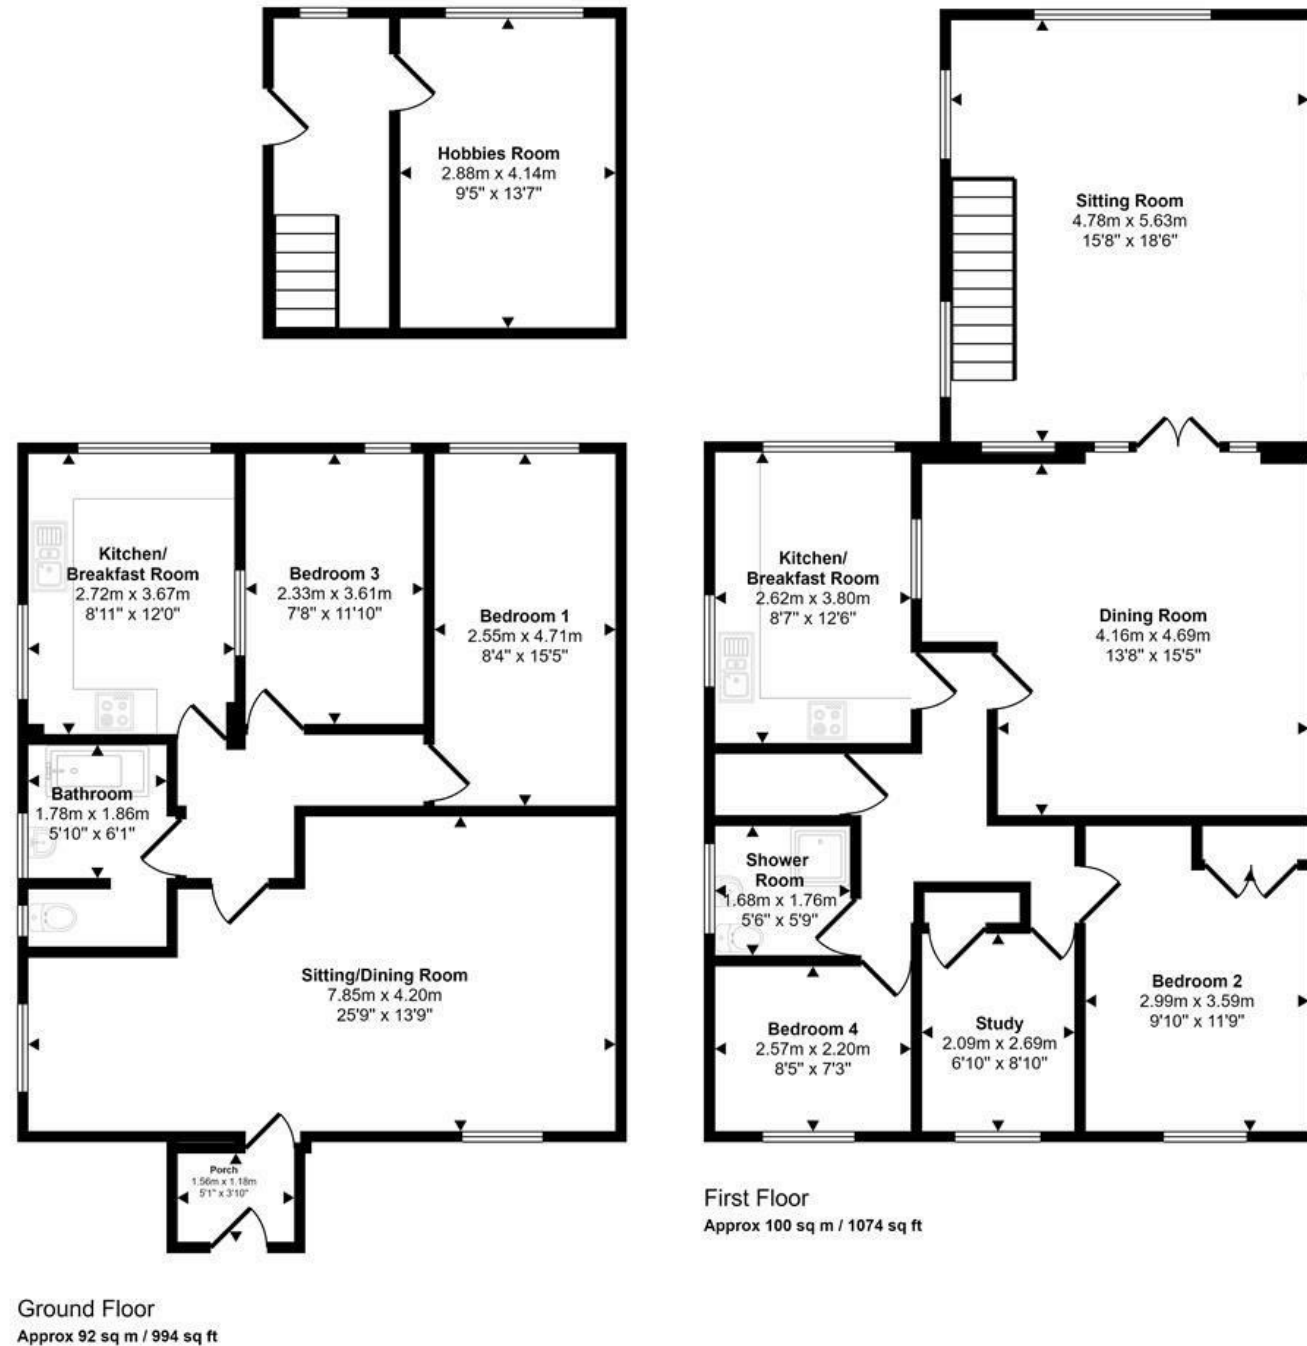 Hobbies Room
2.88m x 4.14m
9'5" x 13'7"
Kitchen/
Breakfast Room
2.72m x 3.67m
8'11" x 12'0"
Bedroom 3
2.33m x 3.61m
7'8" x 11'10"
Bedroom 1
2.55m x 4.71m
8'4" x 15'5"
Bathroom
1.78m x 1.86m
5'10" x 6'1"
Sitting/Dining Room
7.85m x 4.20m
25'9" x 13'9"
Porch
1.56m x 1.18m
5'1" x 3'10"
Ground Floor
Approx 92 sq m / 994 sq ft
Sitting Room
4.78m x 5.63m
15'8" x 18'6"
Kitchen/
Breakfast Room
2.62m x 3.80m
8'7" x 12'6"
Dining Room
4.16m x 4.69m
13'8" x 15'5"
Shower
Room
1.68m x 1.76m
5'6" x 5'9"
Bedroom 4
2.57m x 2.20m
8'5" x 7'3"
Study
2.09m x 2.69m
6'10" x 8'10"
Bedroom 2
2.99m x 3.59m
9'10" x 11'9"
First Floor
Approx 100 sq m / 1074 sq ft